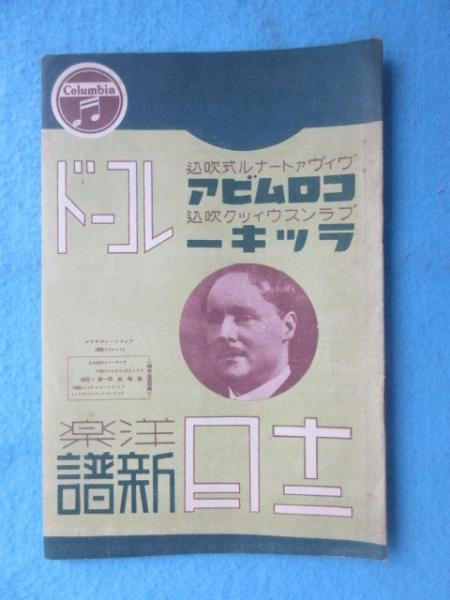 Columbia
ヴィヴァトーナル式吹込
コロムビア
ブランスウィック吹込
ラッキー
レコード
十二月
洋楽
新譜